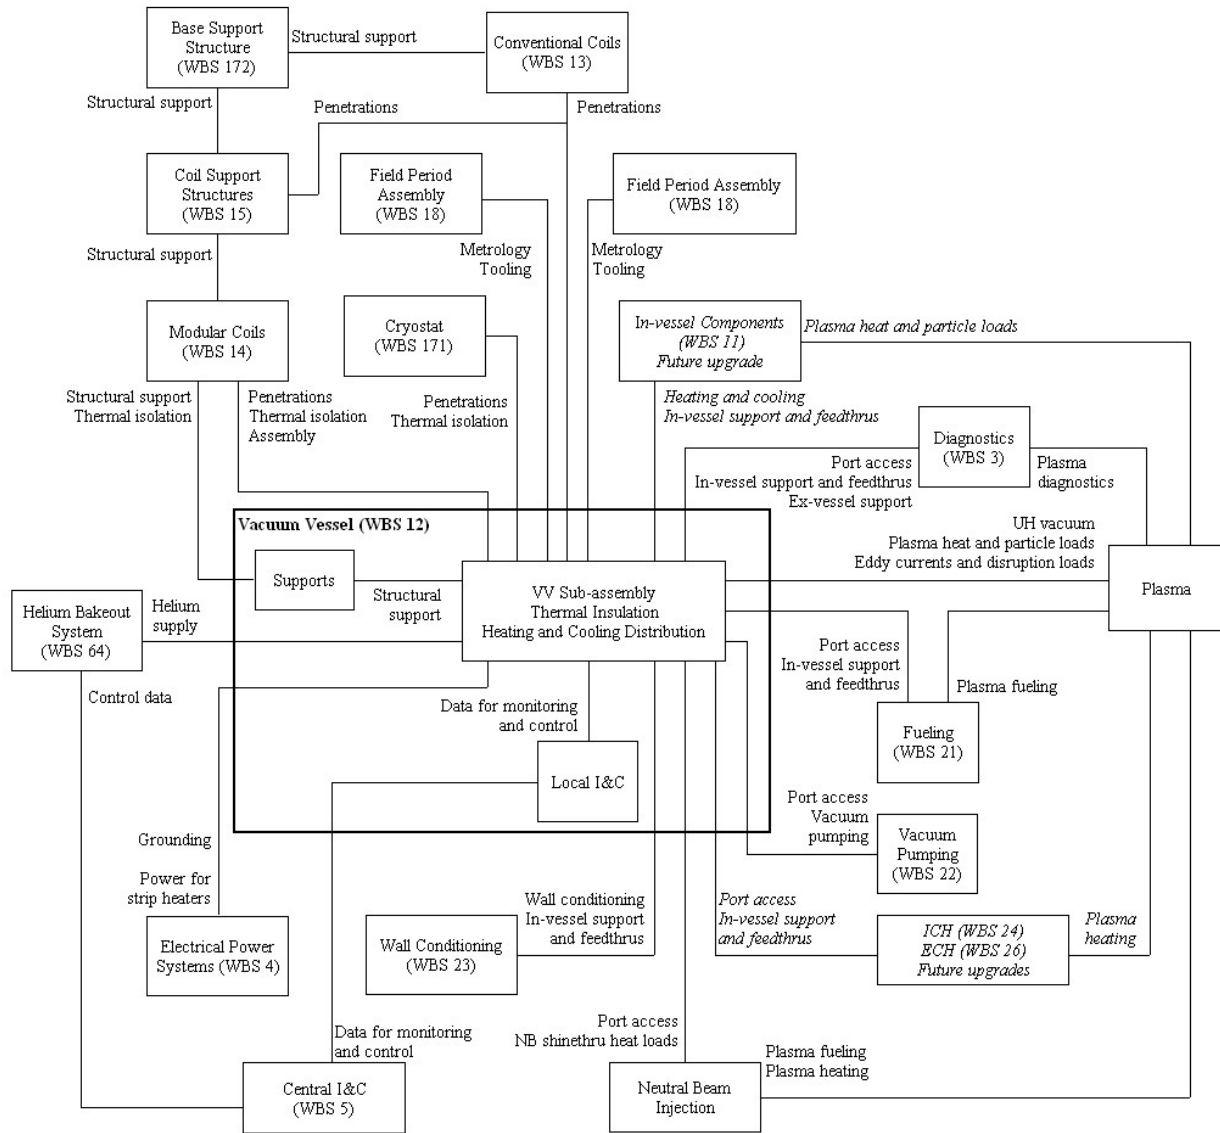 Base Support
Structure
(WBS 172)
Structural support
Conventional Coils
(WBS 13)
Structural support
Penetrations
Penetrations
Coil Support
Structures
(WBS 15)
Field Period
Assembly
(WBS 18)
Field Period Assembly
(WBS 18)
Structural support
Metrology
Tooling
Metrology
Tooling
Modular Coils
(WBS 14)
Cryostat
(WBS 171)
In-vessel Components
(WBS 11)
Future upgrade
Plasma heat and particle loads
Structural support
Thermal isolation
Penetrations
Thermal isolation
Assembly
Penetrations
Thermal isolation
Heating and cooling
In-vessel support and feedthrus
Diagnostics
(WBS 3)
Port access
In-vessel support and feedthrus
Ex-vessel support
Plasma
diagnostics
Vacuum Vessel (WBS 12)
UH vacuum
Plasma heat and particle loads
Eddy currents and disruption loads
Supports
Structural
support
VV Sub-assembly
Thermal Insulation
Heating and Cooling Distribution
Plasma
Helium Bakeout
System
(WBS 64)
Helium
supply
Port access
In-vessel support
and feedthrus
Plasma fueling
Control data
Data for monitoring
and control
Fueling
(WBS 21)
Local I&C
Port access
Vacuum
pumping
Vacuum
Pumping
(WBS 22)
Grounding
Power for
strip heaters
Electrical Power
Systems (WBS 4)
Wall conditioning
In-vessel support
and feedthrus
Wall Conditioning
(WBS 23)
Port access
In-vessel support
and feedthrus
ICH (WBS 24)
ECH (WBS 26)
Future upgrades
Plasma
heating
Data for monitoring
and control
Central I&C
(WBS 5)
Port access
NB shinethru heat loads
Plasma fueling
Plasma heating
Neutral Beam
Injection